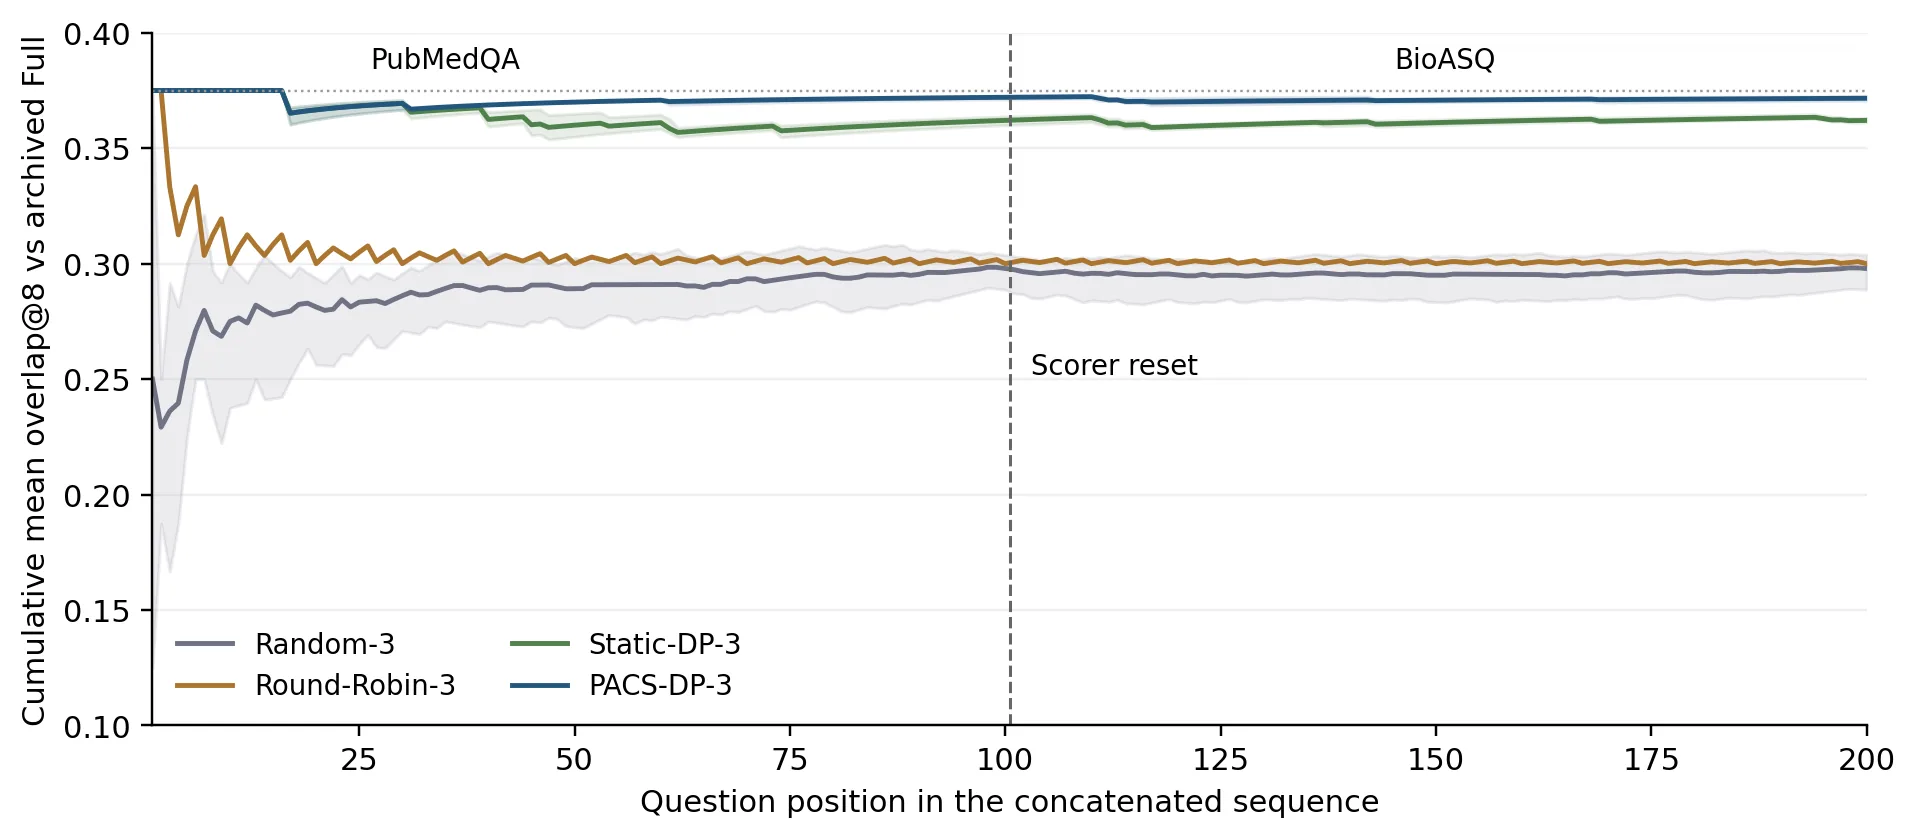 Cumulative mean overlap@8 vs archived Full
0.40
0.35
0.30
0.25
0.20
0.15
0.10
PubMedQA
BioASQ
Scorer reset
Random-3
Round-Robin-3
Static-DP-3
PACS-DP-3
25
50
75
100
125
150
175
200
Question position in the concatenated sequence